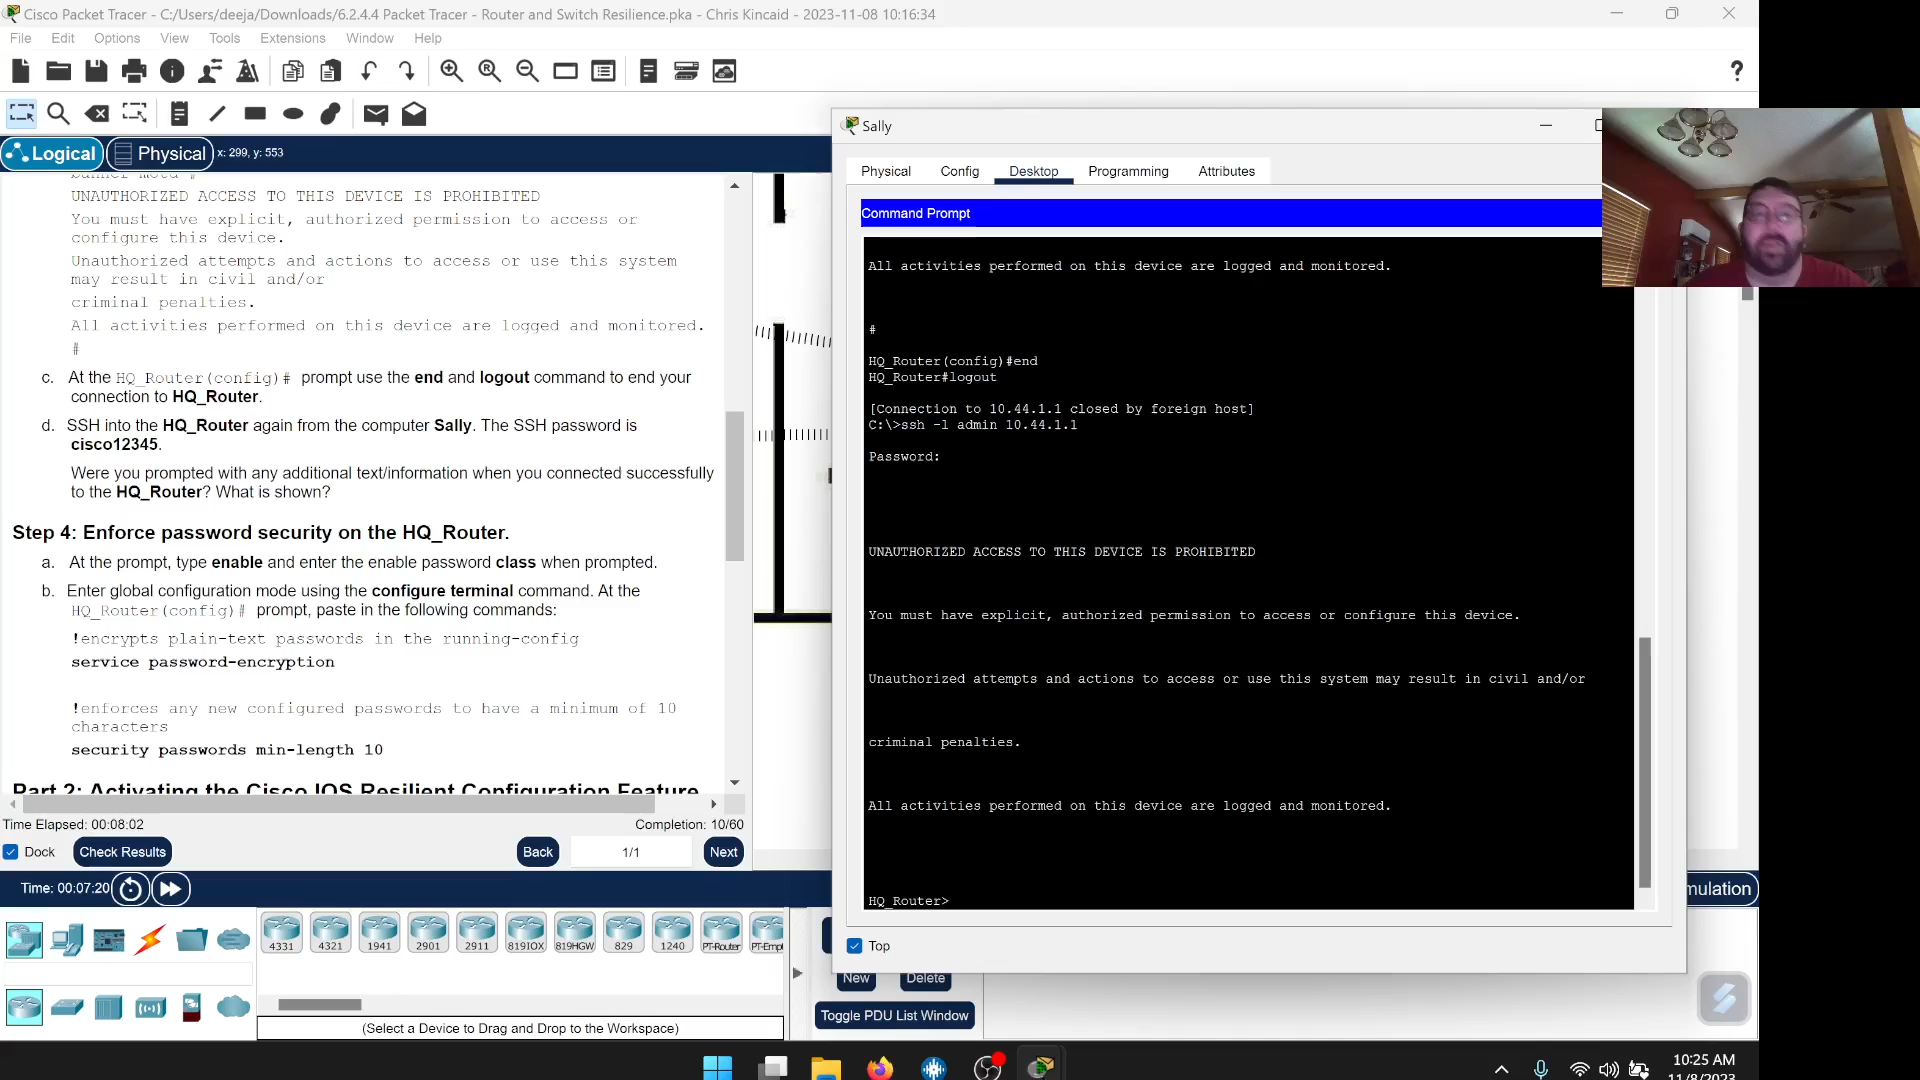 Cisco Packet Tracer - C:/Users/deeja/Downloads/6.2.4.4 Packet Tracer - Router and Switch Resilience.pka - Chris Kincaid - 2023-11-08 10:16:34
File Edit Options View Tools Extensions Window Help
?
Logical
Physical
x: 299, y: 553
banner motd #
UNAUTHORIZED ACCESS TO THIS DEVICE IS PROHIBITED
You must have explicit, authorized permission to access or
configure this device.
Unauthorized attempts and actions to access or use this system
may result in civil and/or
criminal penalties.
All activities performed on this device are logged and monitored.
#
c. At the HQ_Router(config)# prompt use the end and logout command to end your
connection to HQ_Router.
d. SSH into the HQ_Router again from the computer Sally. The SSH password is
cisco12345.
Were you prompted with any additional text/information when you connected successfully
to the HQ_Router? What is shown?
Step 4: Enforce password security on the HQ_Router.
a. At the prompt, type enable and enter the enable password class when prompted.
b. Enter global configuration mode using the configure terminal command. At the
HQ_Router(config)# prompt, paste in the following commands:
!encrypts plain-text passwords in the running-config
service password-encryption
!enforces any new configured passwords to have a minimum of 10
characters
security passwords min-length 10
Part 2: Activating the Cisco IOS Resilient Configuration Feature
Time Elapsed: 00:08:02
Completion: 10/60
Dock
Check Results
Back
1/1
Next
Time: 00:07:20
4331 4321 1941 2901 2911 819IOX 819HGW 829 1240 PT-Router PT-Empt
(Select a Device to Drag and Drop to the Workspace)
New
Delete
Toggle PDU List Window
mulation
Sally
Physical Config Desktop Programming Attributes
Command Prompt
All activities performed on this device are logged and monitored.
#
HQ_Router(config)#end
HQ_Router#logout
[Connection to 10.44.1.1 closed by foreign host]
C:\>ssh -l admin 10.44.1.1
Password:
UNAUTHORIZED ACCESS TO THIS DEVICE IS PROHIBITED
You must have explicit, authorized permission to access or configure this device.
Unauthorized attempts and actions to access or use this system may result in civil and/or
criminal penalties.
All activities performed on this device are logged and monitored.
HQ_Router>
Top
10:25 AM
11/8/2023